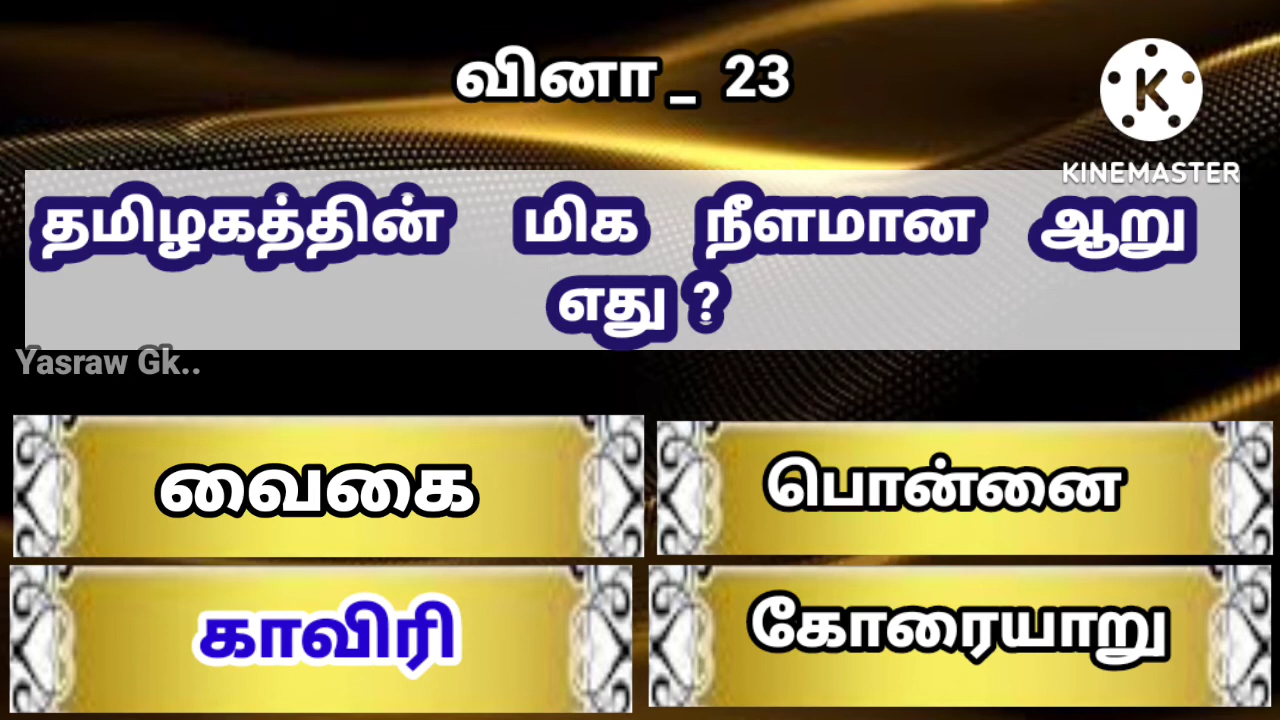 வினா _ 23
K
KINEMASTER
தமிழகத்தின் மிக நீளமான ஆறு
எது ?
Yasraw Gk..
வைகை
பொன்னை
காவிரி
கோரையாறு